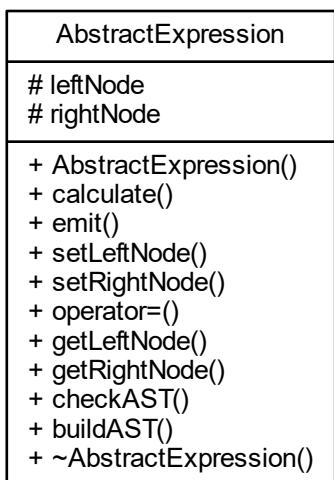 AbstractExpression
# leftNode
# rightNode
+ AbstractExpression()
+ calculate()
+ emit()
+ setLeftNode()
+ setRightNode()
+ operator=()
+ getLeftNode()
+ getRightNode()
+ checkAST()
+ buildAST()
+ ~AbstractExpression()